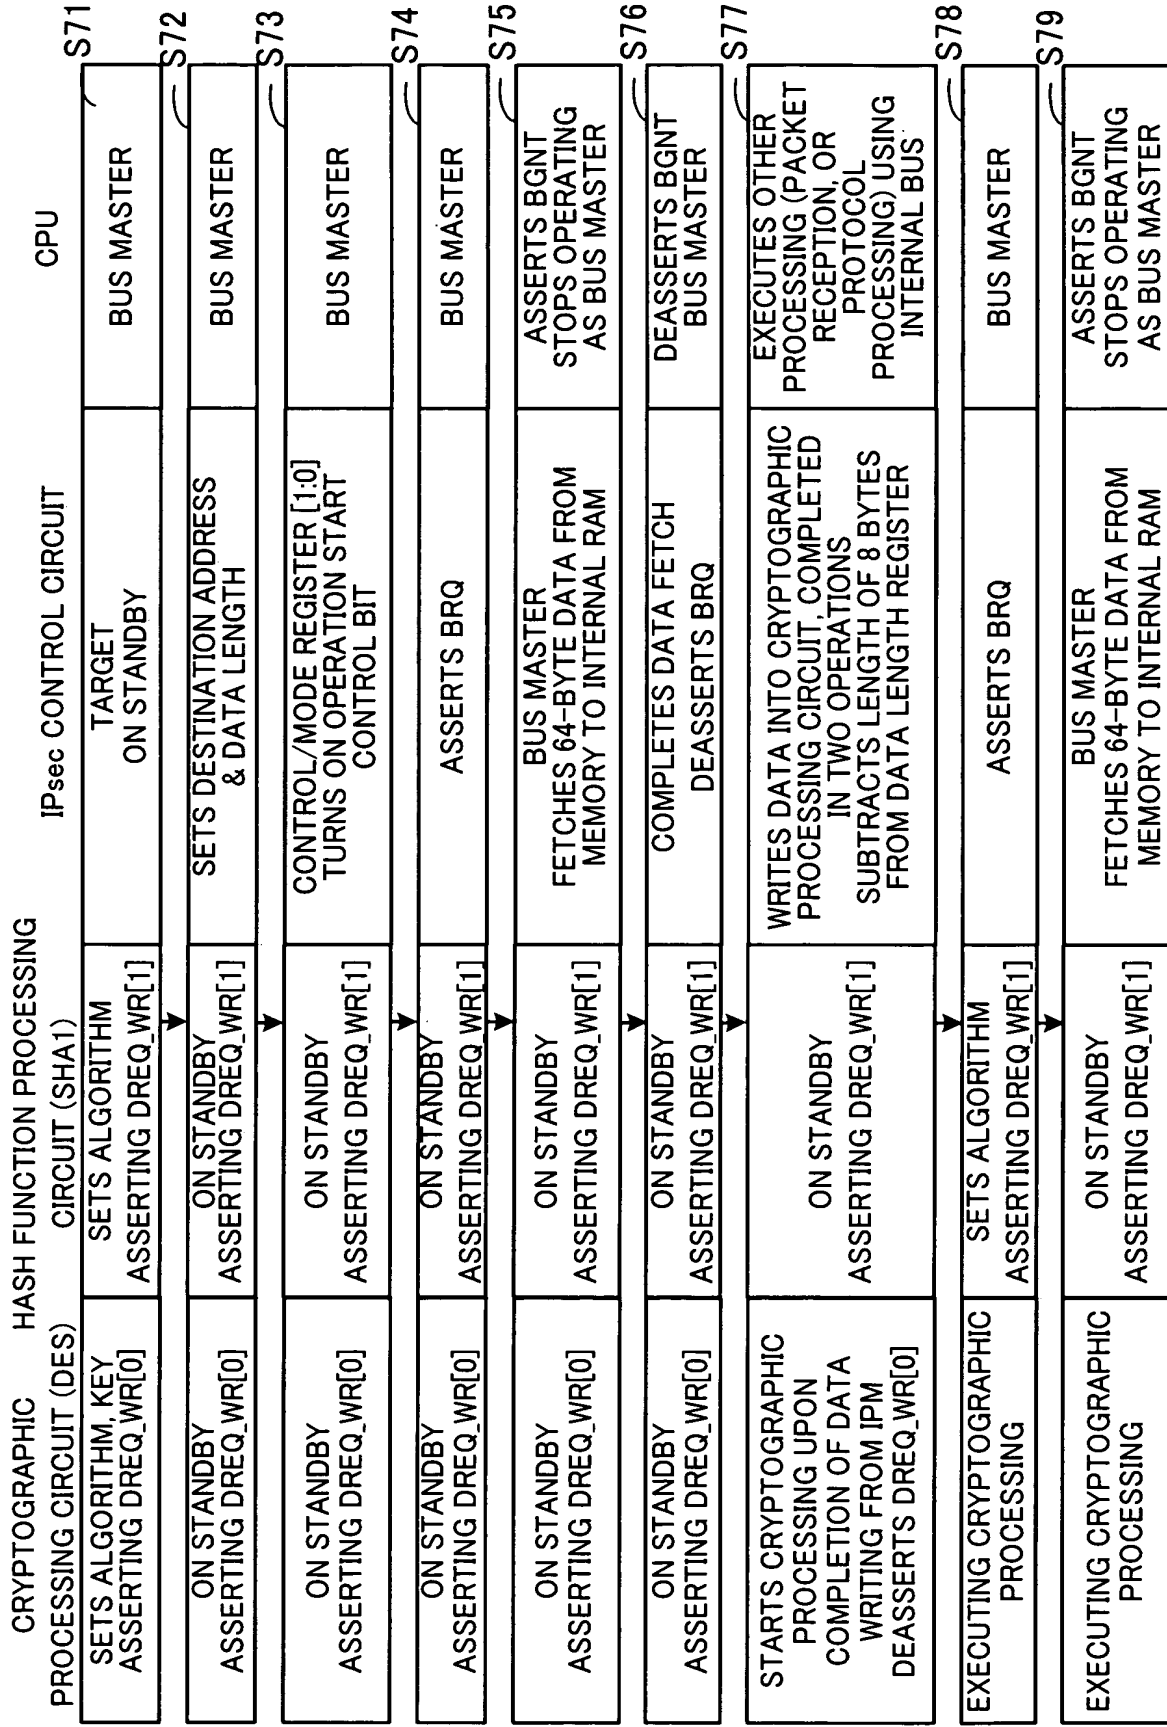 CRYPTOGRAPHIC
PROCESSING CIRCUIT (DES)
HASH FUNCTION PROCESSING
CIRCUIT (SHA1)
IPsec CONTROL CIRCUIT
CPU
S71
SETS ALGORITHM, KEY
ASSERTING DREQ_WR[0]
SETS ALGORITHM
ASSERTING DREQ_WR[1]
TARGET
ON STANDBY
BUS MASTER
S72
ON STANDBY
ASSERTING DREQ_WR[0]
ON STANDBY
ASSERTING DREQ_WR[1]
SETS DESTINATION ADDRESS
& DATA LENGTH
BUS MASTER
S73
ON STANDBY
ASSERTING DREQ_WR[0]
ON STANDBY
ASSERTING DREQ_WR[1]
CONTROL/MODE REGISTER [1:0]
TURNS ON OPERATION START
CONTROL BIT
BUS MASTER
S74
ON STANDBY
ASSERTING DREQ_WR[0]
ON STANDBY
ASSERTING DREQ_WR[1]
ASSERTS BRQ
BUS MASTER
S75
ON STANDBY
ASSERTING DREQ_WR[0]
ON STANDBY
ASSERTING DREQ_WR[1]
BUS MASTER
FETCHES 64-BYTE DATA FROM
MEMORY TO INTERNAL RAM
ASSERTS BGNT
STOPS OPERATING
AS BUS MASTER
S76
ON STANDBY
ASSERTING DREQ_WR[0]
ON STANDBY
ASSERTING DREQ_WR[1]
COMPLETES DATA FETCH
DEASSERTS BRQ
DEASSERTS BGNT
BUS MASTER
S77
STARTS CRYPTOGRAPHIC
PROCESSING UPON
COMPLETION OF DATA
WRITING FROM IPM
DEASSERTS DREQ_WR[0]
ON STANDBY
ASSERTING DREQ_WR[1]
WRITES DATA INTO CRYPTOGRAPHIC
PROCESSING CIRCUIT, COMPLETED
IN TWO OPERATIONS
SUBTRACTS LENGTH OF 8 BYTES
FROM DATA LENGTH REGISTER
EXECUTES OTHER
PROCESSING (PACKET
RECEPTION, OR
PROTOCOL
PROCESSING) USING
INTERNAL BUS
S78
EXECUTING CRYPTOGRAPHIC
PROCESSING
SETS ALGORITHM
ASSERTING DREQ_WR[1]
ASSERTS BRQ
BUS MASTER
S79
EXECUTING CRYPTOGRAPHIC
PROCESSING
ON STANDBY
ASSERTING DREQ_WR[1]
BUS MASTER
FETCHES 64-BYTE DATA FROM
MEMORY TO INTERNAL RAM
ASSERTS BGNT
STOPS OPERATING
AS BUS MASTER